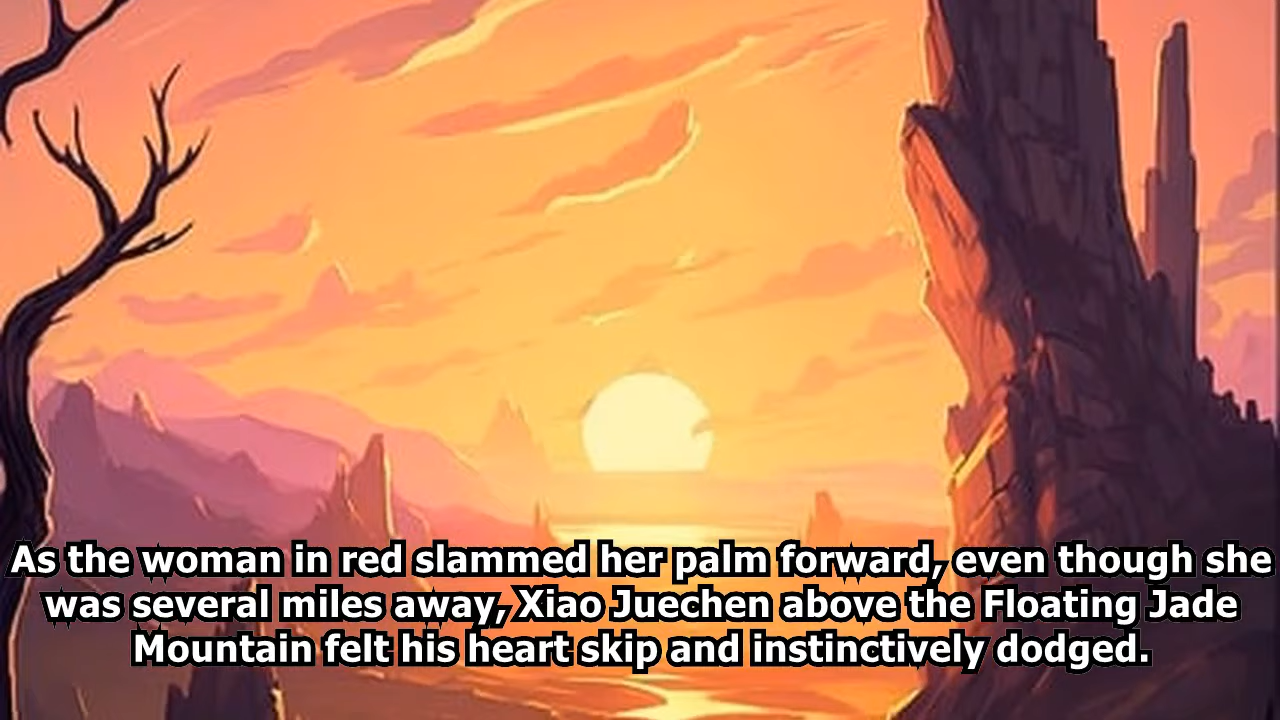 As the woman in red slammed her palm forward, even though she
was several miles away, Xiao Juechen above the Floating Jade
Mountain felt his heart skip and instinctively dodged.